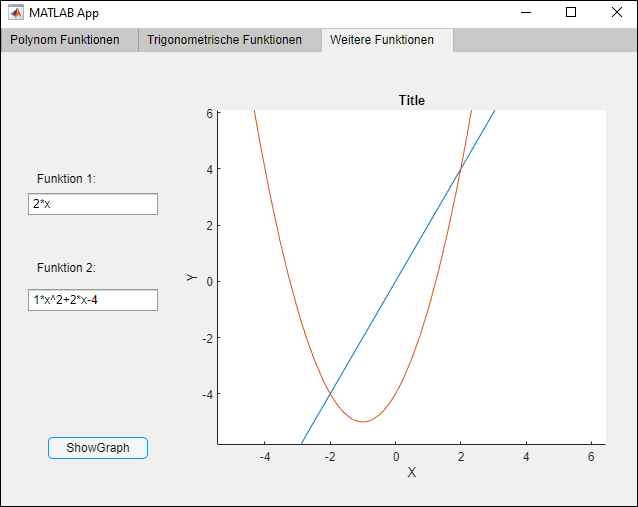 MATLAB App
Polynom Funktionen
Trigonometrische Funktionen
Weitere Funktionen
Title
Funktion 1:
2*x
Funktion 2:
1*x^2+2*x-4
ShowGraph
Y
6
4
2
0
-2
-4
-4 -2 0 2 4 6
X